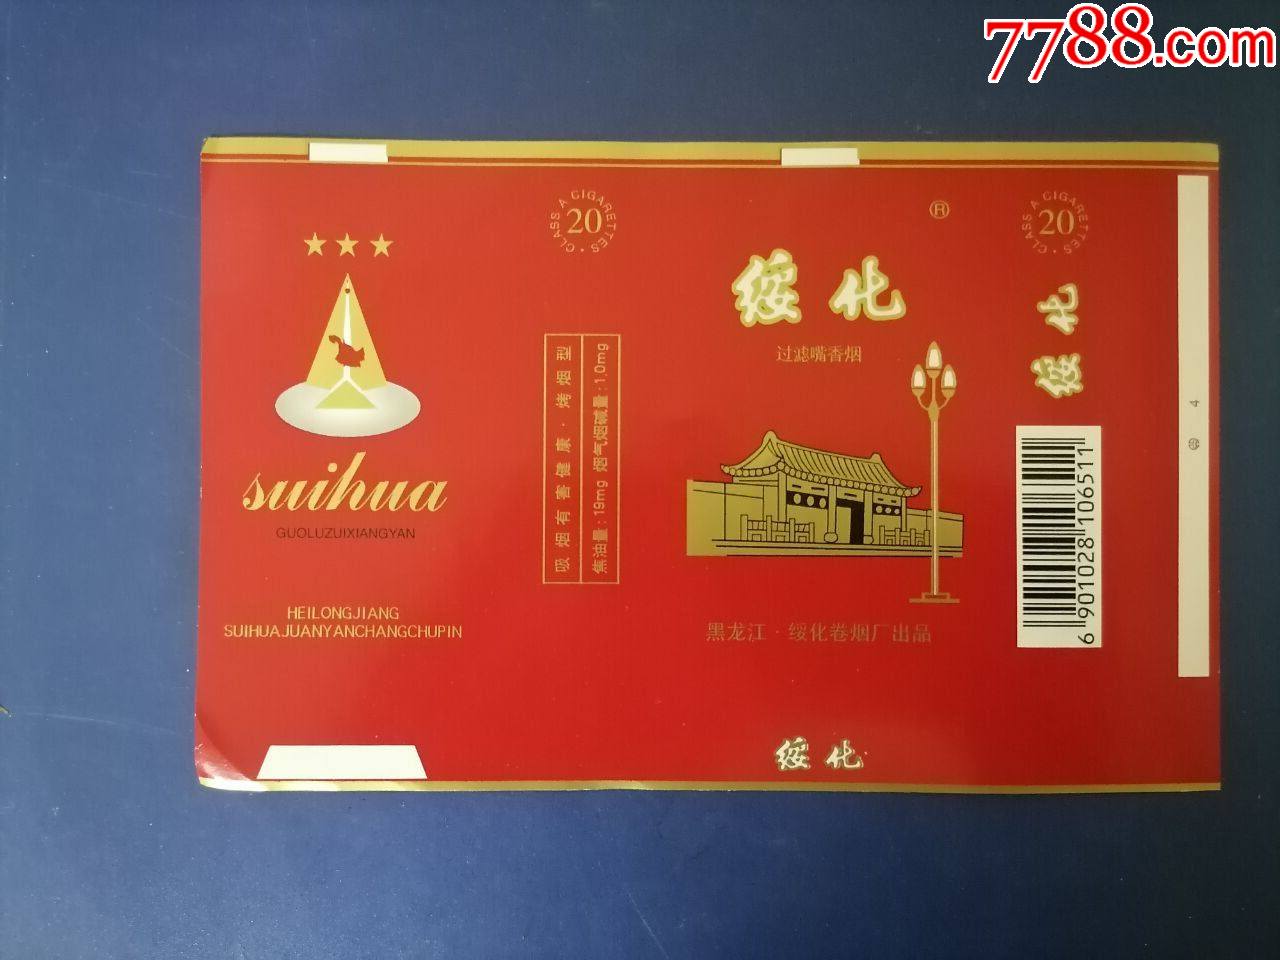 7788.com
★★★
suihua
GUOLUZUIXIANGYAN
HEILONGJIANG
SUIHUAJUANYANCHANGCHUPIN
CLASS A CIGARETTES
20
吸烟有害健康·烤烟型
焦油量:19mg 烟气烟碱量:1.0mg
®
绥化
过滤嘴香烟
黑龙江·绥化卷烟厂出品
绥化
CLASS A CIGARETTES
20
绥化
6 901028 106511
4